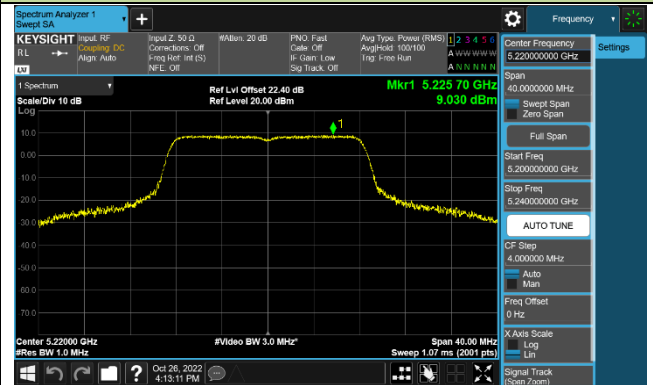 Spectrum Analyzer 1
Swept SA
+
Frequency
KEYSIGHT
RL
LXI
Input: RF
Coupling: DC
Align: Auto
Input Z: 50 Ω
Corrections: Off
Freq Ref: Int (S)
NFE: Off
#Atten: 20 dB
PNO: Fast
Gate: Off
IF Gain: Low
Sig Track: Off
Avg Type: Power (RMS)
Avg|Hold: 100/100
Trig: Free Run
1 2 3 4 5 6
A W W W W W
A N N N N N
1 Spectrum
Scale/Div 10 dB
Log
Ref Lvl Offset 22.40 dB
Ref Level 20.00 dBm
Mkr1 5.225 70 GHz
9.030 dBm
1
10.0
0.00
-10.0
-20.0
-30.0
-40.0
-50.0
-60.0
-70.0
Center 5.22000 GHz
#Res BW 1.0 MHz
#Video BW 3.0 MHz*
Span 40.00 MHz
Sweep 1.07 ms (2001 pts)
?
Oct 26, 2022
4:13:11 PM
Center Frequency
5.220000000 GHz
Settings
Span
40.0000000 MHz
Swept Span
Zero Span
Full Span
Start Freq
5.200000000 GHz
Stop Freq
5.240000000 GHz
AUTO TUNE
CF Step
4.000000 MHz
Auto
Man
Freq Offset
0 Hz
X Axis Scale
Log
Lin
Signal Track
(Span Zoom)